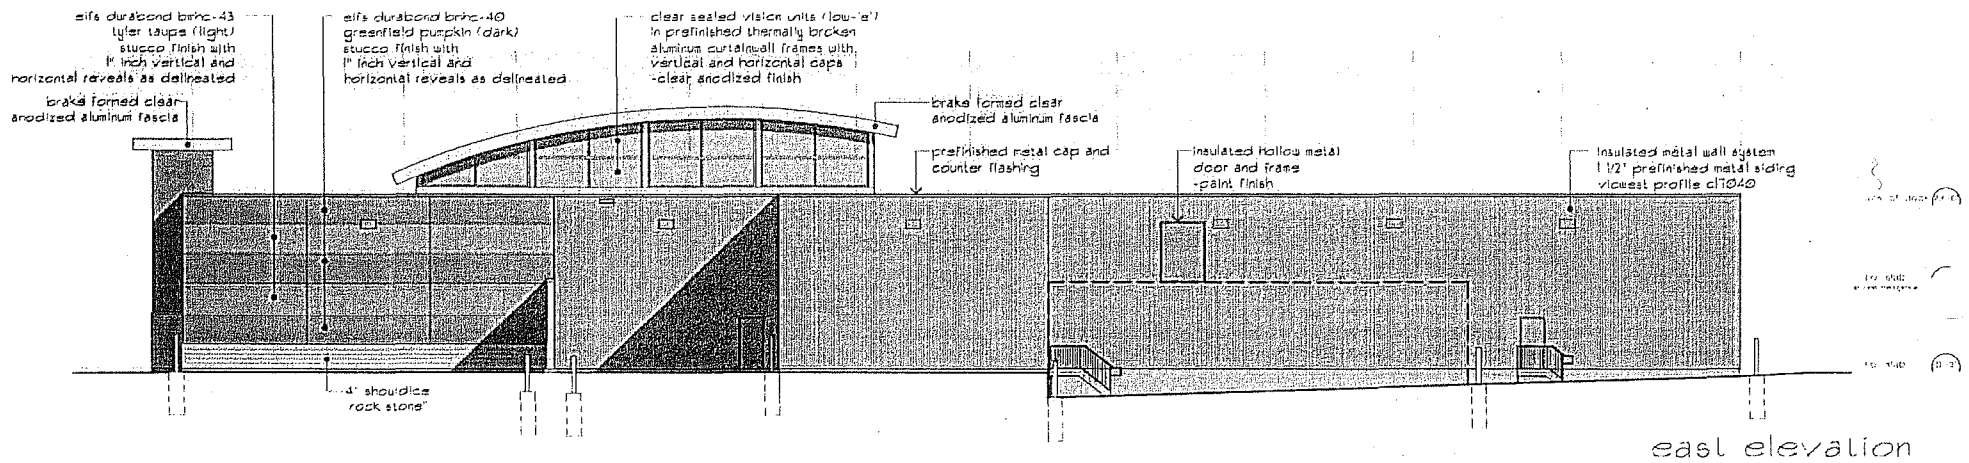 eifs durabond bmhc-43
tyler taupe (light)
stucco finish with
1" inch vertical and
horizontal reveals as delineated
brake formed clear
anodized aluminum fascia
eifs durabond bmhc-40
greenfield pumpkin (dark)
stucco finish with
1" inch vertical and
horizontal reveals as delineated
clear sealed vision units (low-'e')
in prefinished thermally broken
aluminum curtainwall frames with
vertical and horizontal caps
-clear anodized finish
brake formed clear
anodized aluminum fascia
prefinished metal cap and
counter flashing
insulated hollow metal
door and frame
-paint finish
insulated metal wall system
1 1/2" prefinished metal siding
vicwest profile cl7040
4" shouldice
rock stone"
east elevation